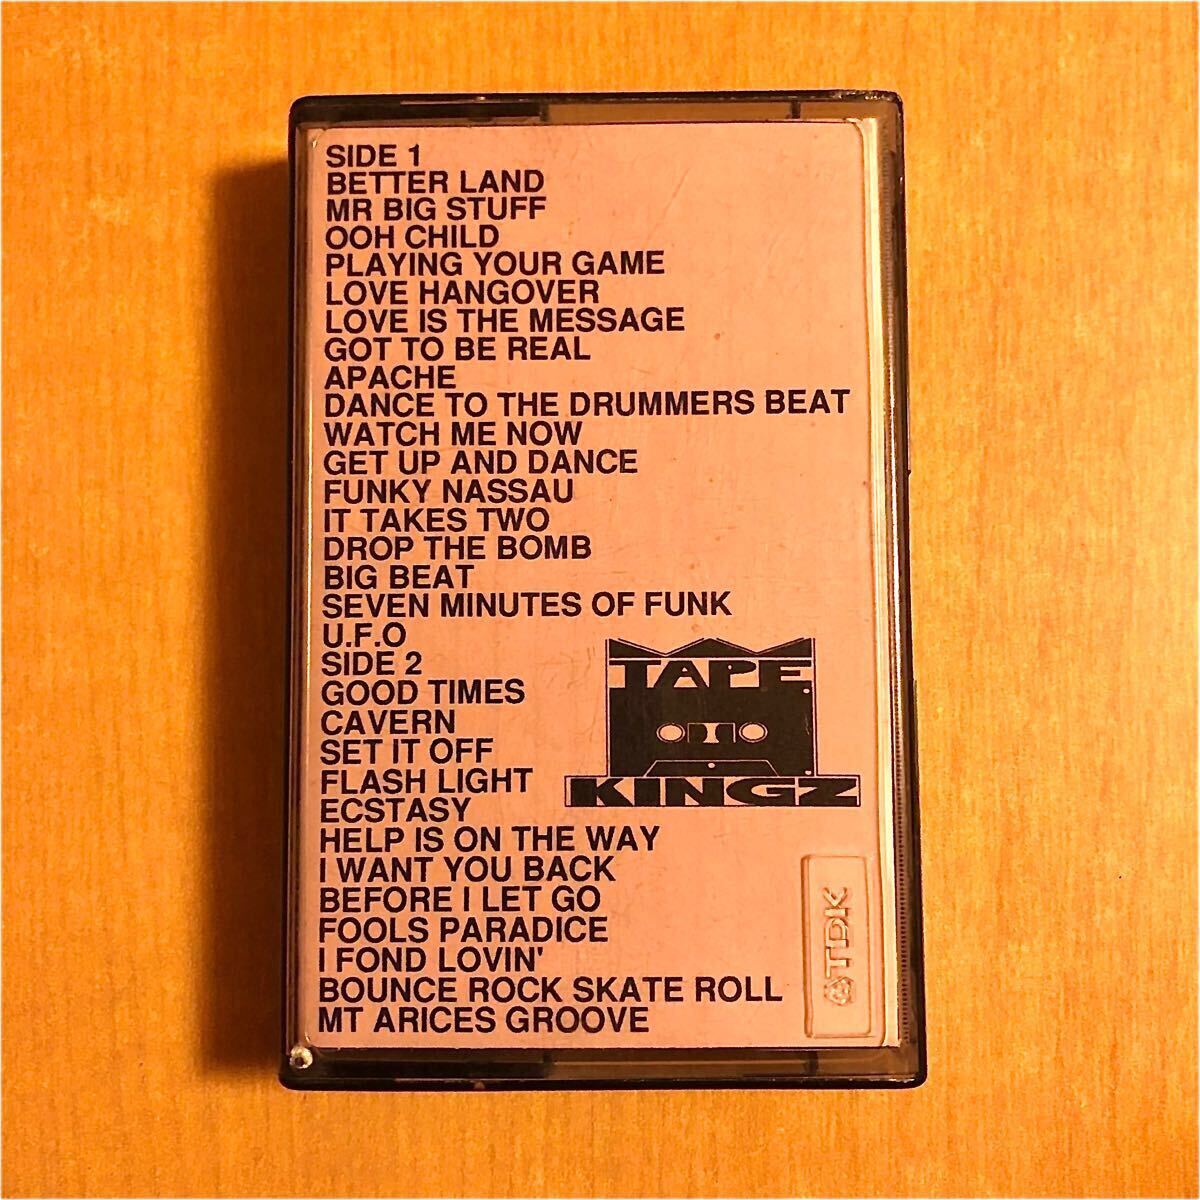 SIDE 1
BETTER LAND
MR BIG STUFF
OOH CHILD
PLAYING YOUR GAME
LOVE HANGOVER
LOVE IS THE MESSAGE
GOT TO BE REAL
APACHE
DANCE TO THE DRUMMERS BEAT
WATCH ME NOW
GET UP AND DANCE
FUNKY NASSAU
IT TAKES TWO
DROP THE BOMB
BIG BEAT
SEVEN MINUTES OF FUNK
U.F.O
SIDE 2
GOOD TIMES
CAVERN
SET IT OFF
FLASH LIGHT
ECSTASY
HELP IS ON THE WAY
I WANT YOU BACK
BEFORE I LET GO
FOOLS PARADICE
I FOND LOVIN'
BOUNCE ROCK SKATE ROLL
MT ARICES GROOVE
TAPE
KINGZ
TDK